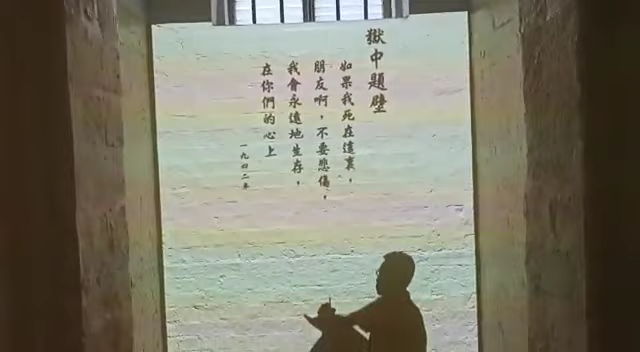 獄中題壁
如果我死在這裏，
朋友啊，不要悲傷，
我會永遠地生存，
在你們的心上
一九四二年